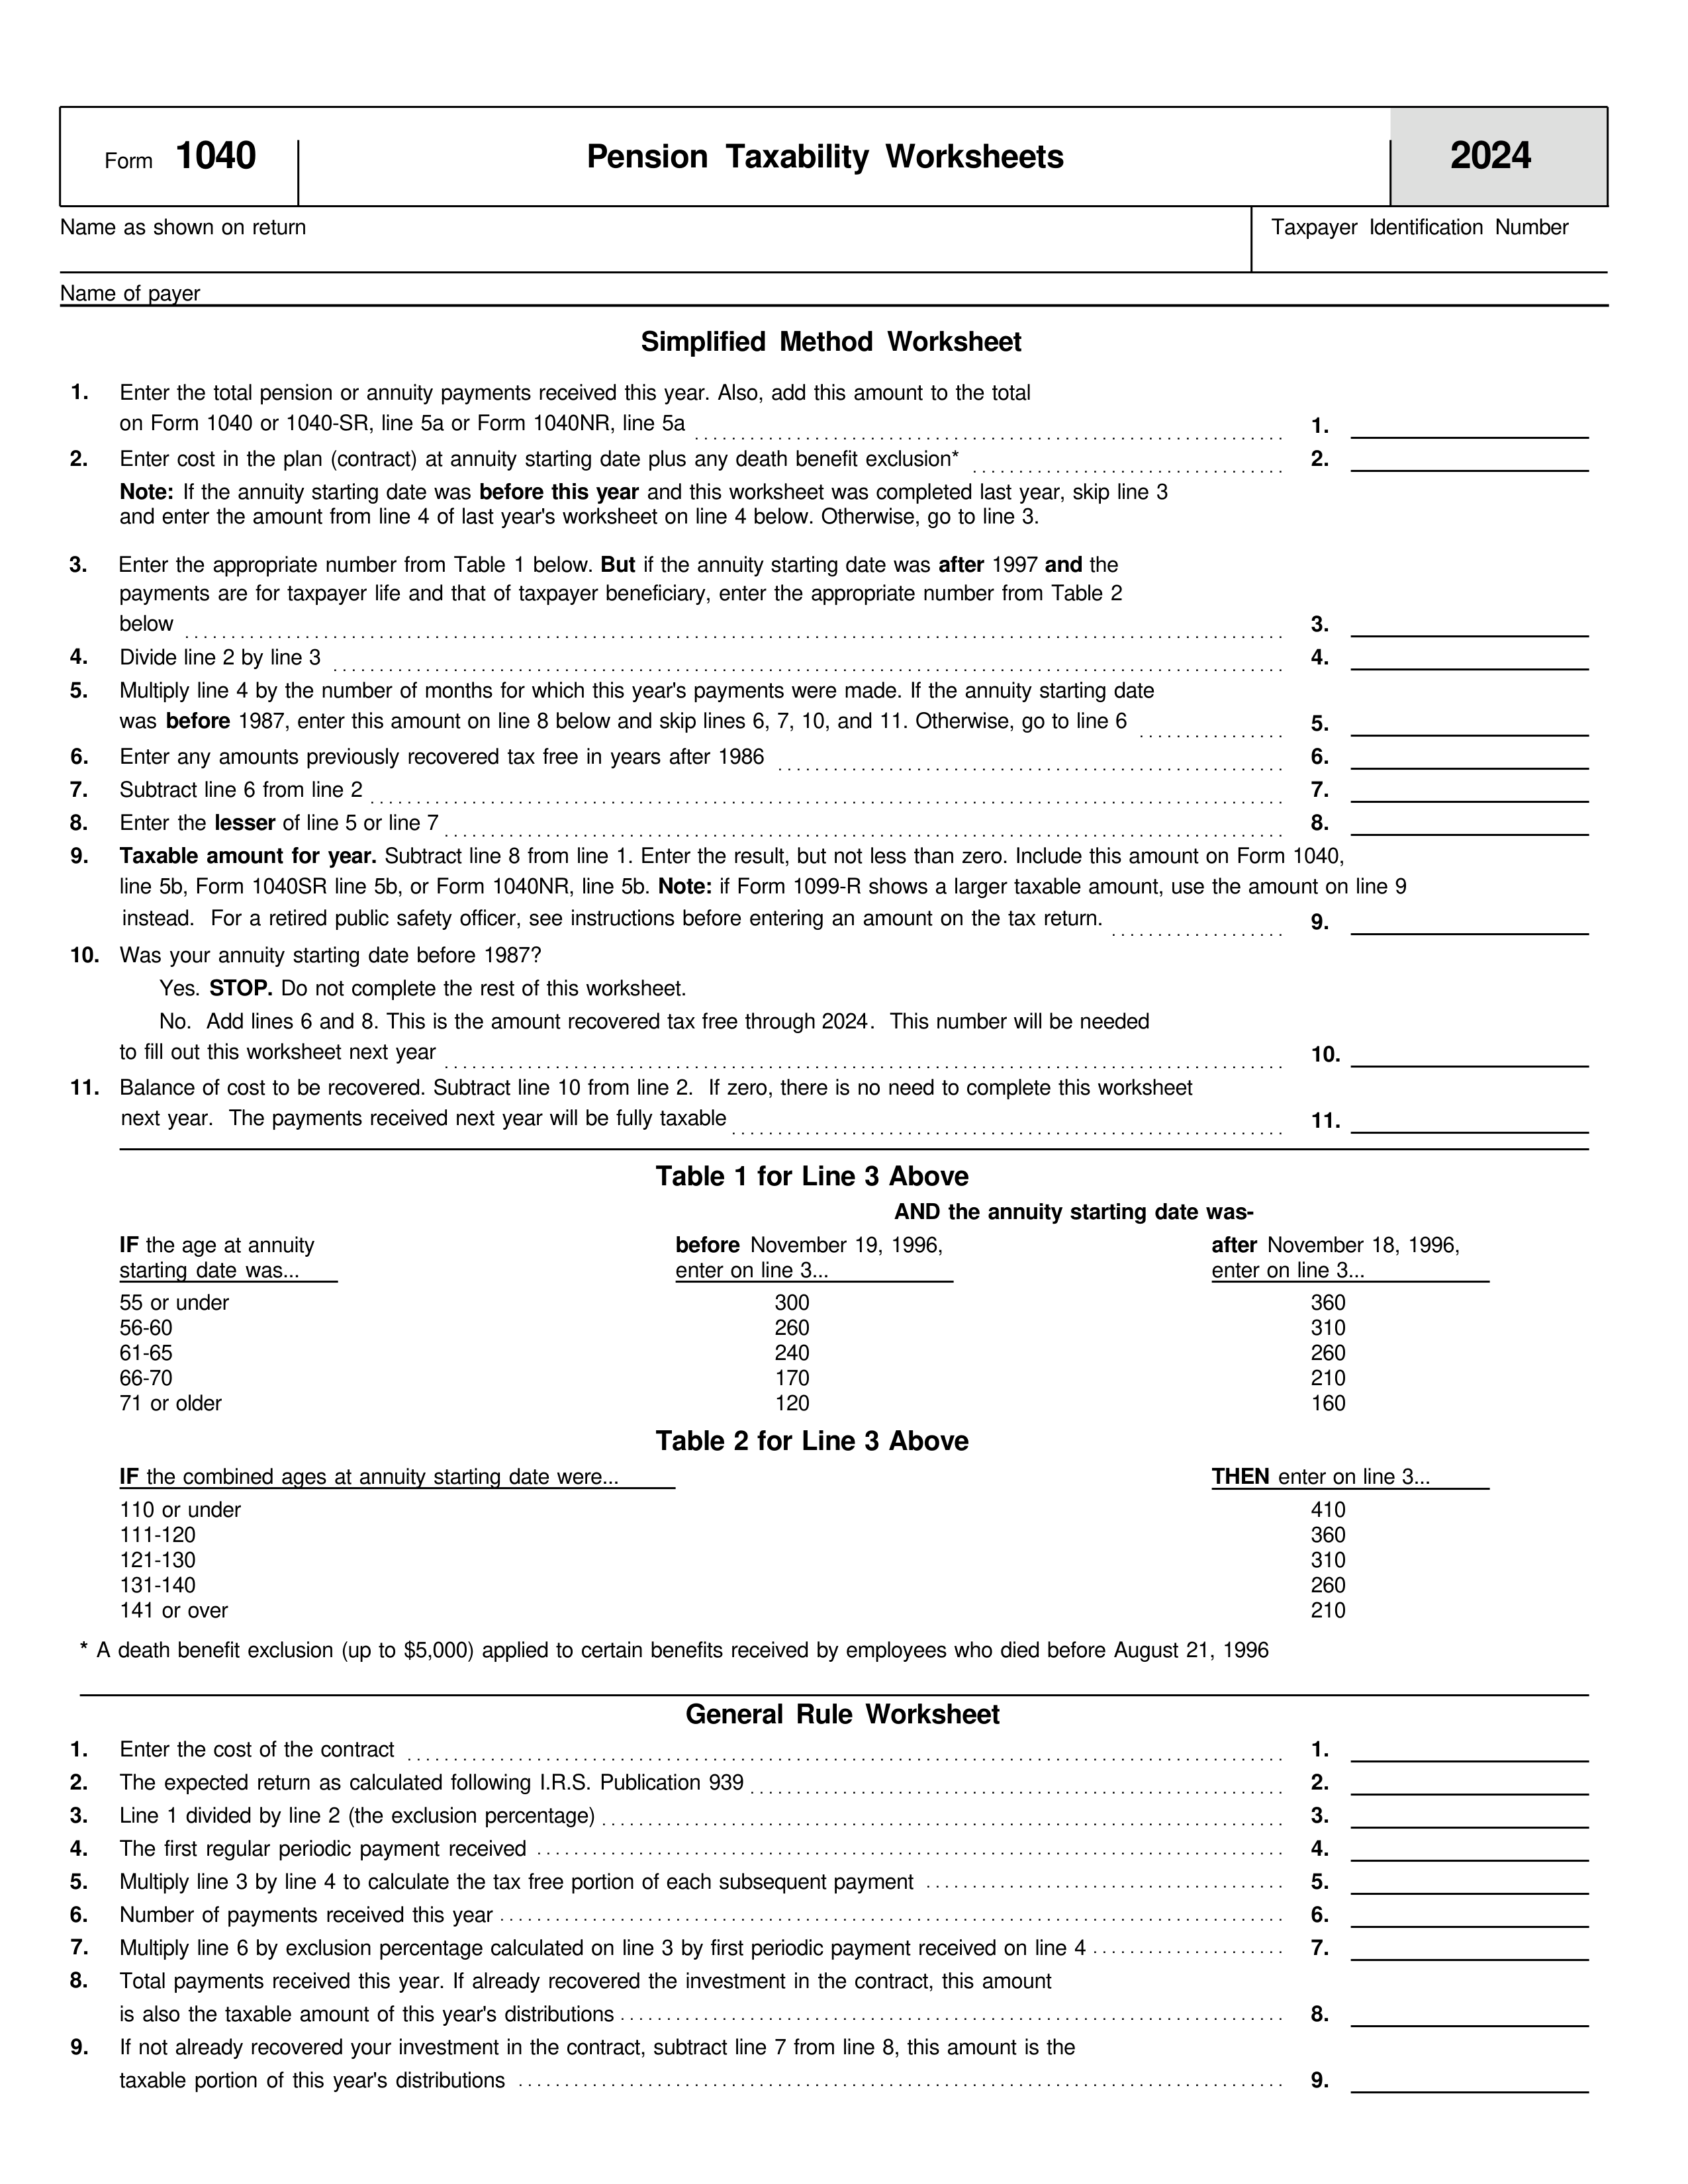 Form 1040
Pension Taxability Worksheets
2024
Name as shown on return
Taxpayer Identification Number
Name of payer
Simplified Method Worksheet
1. Enter the total pension or annuity payments received this year. Also, add this amount to the total
on Form 1040 or 1040-SR, line 5a or Form 1040NR, line 5a 1.
2. Enter cost in the plan (contract) at annuity starting date plus any death benefit exclusion* 2.
Note: If the annuity starting date was before this year and this worksheet was completed last year, skip line 3
and enter the amount from line 4 of last year's worksheet on line 4 below. Otherwise, go to line 3.
3. Enter the appropriate number from Table 1 below. But if the annuity starting date was after 1997 and the
payments are for taxpayer life and that of taxpayer beneficiary, enter the appropriate number from Table 2
below 3.
4. Divide line 2 by line 3 4.
5. Multiply line 4 by the number of months for which this year's payments were made. If the annuity starting date
was before 1987, enter this amount on line 8 below and skip lines 6, 7, 10, and 11. Otherwise, go to line 6 5.
6. Enter any amounts previously recovered tax free in years after 1986 6.
7. Subtract line 6 from line 2 7.
8. Enter the lesser of line 5 or line 7 8.
9. Taxable amount for year. Subtract line 8 from line 1. Enter the result, but not less than zero. Include this amount on Form 1040,
line 5b, Form 1040SR line 5b, or Form 1040NR, line 5b. Note: if Form 1099-R shows a larger taxable amount, use the amount on line 9
instead. For a retired public safety officer, see instructions before entering an amount on the tax return. 9.
10. Was your annuity starting date before 1987?
Yes. STOP. Do not complete the rest of this worksheet.
No. Add lines 6 and 8. This is the amount recovered tax free through 2024. This number will be needed
to fill out this worksheet next year 10.
11. Balance of cost to be recovered. Subtract line 10 from line 2. If zero, there is no need to complete this worksheet
next year. The payments received next year will be fully taxable 11.
Table 1 for Line 3 Above
AND the annuity starting date was-
IF the age at annuity before November 19, 1996, after November 18, 1996,
starting date was... enter on line 3... enter on line 3...
55 or under 300 360
56-60 260 310
61-65 240 260
66-70 170 210
71 or older 120 160
Table 2 for Line 3 Above
IF the combined ages at annuity starting date were... THEN enter on line 3...
110 or under 410
111-120 360
121-130 310
131-140 260
141 or over 210
* A death benefit exclusion (up to $5,000) applied to certain benefits received by employees who died before August 21, 1996
General Rule Worksheet
1. Enter the cost of the contract 1.
2. The expected return as calculated following I.R.S. Publication 939 2.
3. Line 1 divided by line 2 (the exclusion percentage) 3.
4. The first regular periodic payment received 4.
5. Multiply line 3 by line 4 to calculate the tax free portion of each subsequent payment 5.
6. Number of payments received this year 6.
7. Multiply line 6 by exclusion percentage calculated on line 3 by first periodic payment received on line 4 7.
8. Total payments received this year. If already recovered the investment in the contract, this amount
is also the taxable amount of this year's distributions 8.
9. If not already recovered your investment in the contract, subtract line 7 from line 8, this amount is the
taxable portion of this year's distributions 9.